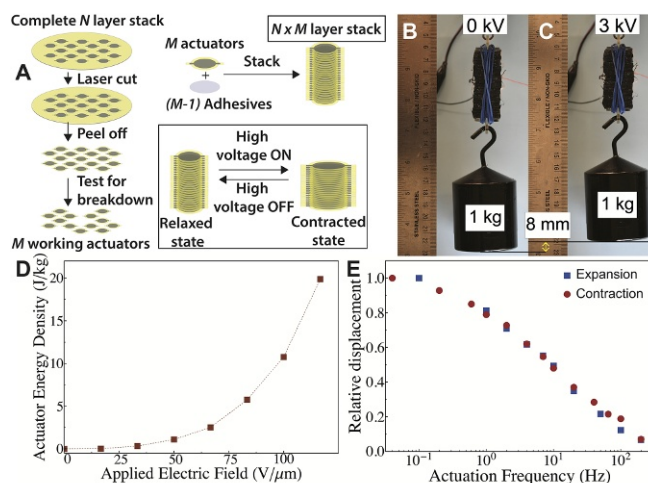 Complete N layer stack
A
Laser cut
Peel off
Test for
breakdown
M working actuators
M actuators
+
(M-1) Adhesives
Stack
N x M layer stack
High
voltage ON
High
voltage OFF
Relaxed
state
Contracted
state
B
0 kV
1 kg
C
3 kV
1 kg
8 mm
D
Actuator Energy Density (J/kg)
20
15
10
5
0
0
25
50
75
100
Applied Electric Field (V/μm)
E
Expansion
Contraction
Relative displacement
1.0
0.8
0.6
0.4
0.2
0.0
10⁻¹
10⁰
10¹
10²
Actuation Frequency (Hz)